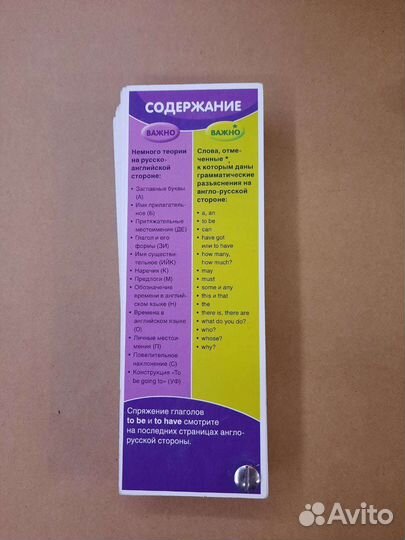 СОДЕРЖАНИЕ
ВАЖНО
Немного теории
на русско-
английской
стороне:
• Заглавные буквы
(А)
• Имя прилагатель-
ное (Б)
• Притяжательные
местоимения (ДЕ)
• Глагол и его
формы (ЗИ)
• Имя существи-
тельное (ИЙК)
• Наречия (К)
• Предлоги (М)
• Обозначение
времени в англий-
ском языке (Н)
• Времена в
английском языке
(О)
• Личные местои-
мения (П)
• Повелительное
наклонение (С)
• Конструкция «To
be going to» (УФ)
ВАЖНО*
Слова, отме-
ченные *,
к которым даны
грамматические
разъяснения на
англо-русской
стороне:
• a, an
• to be
• can
• have got
или to have
• how many,
how much?
• may
• must
• some и any
• this и that
• the
• there is, there are
• what do you do?
• who?
• whose?
• why?
Спряжение глаголов
to be и to have смотрите
на последних страницах англо-
русской стороны.
Avito